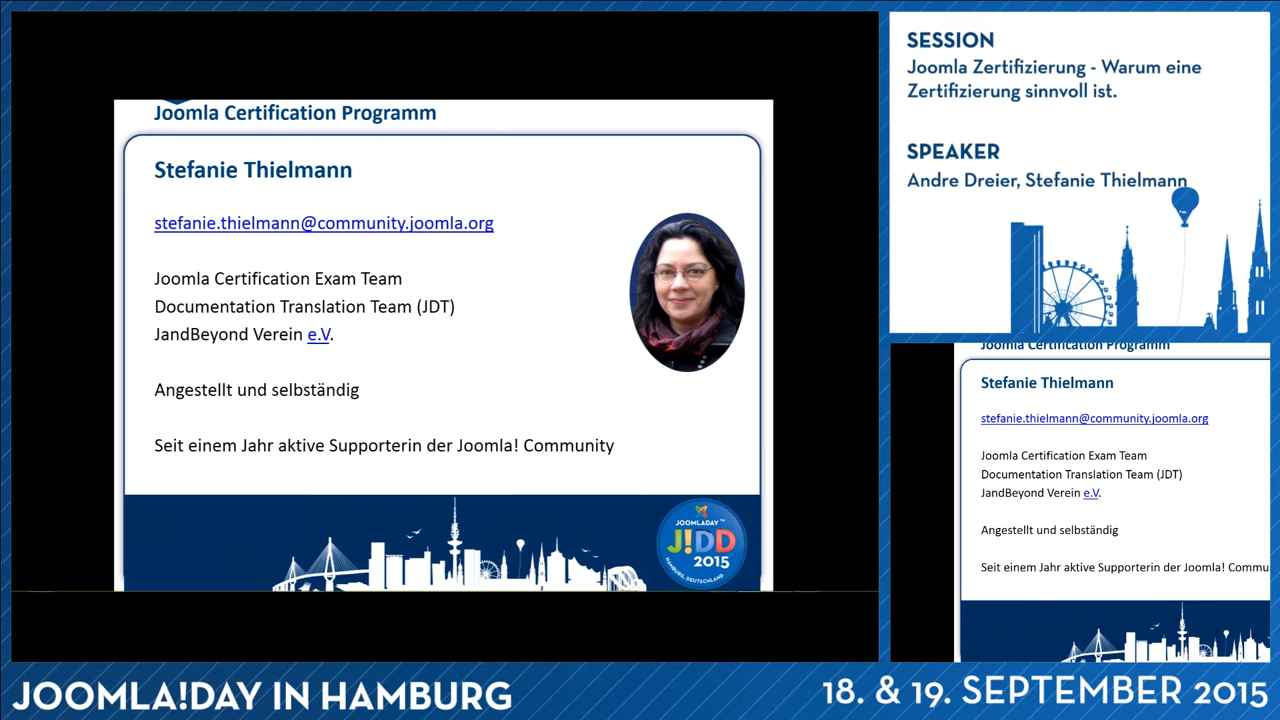 Joomla Certification Programm
Stefanie Thielmann
stefanie.thielmann@community.joomla.org
Joomla Certification Exam Team
Documentation Translation Team (JDT)
JandBeyond Verein e.V.
Angestellt und selbständig
Seit einem Jahr aktive Supporterin der Joomla! Community
JOOMLADAY™
J!DD
2015
HAMBURG, DEUTSCHLAND
SESSION
Joomla Zertifizierung - Warum eine
Zertifizierung sinnvoll ist.
SPEAKER
Andre Dreier, Stefanie Thielmann
Joomla Certification Programm
Stefanie Thielmann
stefanie.thielmann@community.joomla.org
Joomla Certification Exam Team
Documentation Translation Team (JDT)
JandBeyond Verein e.V.
Angestellt und selbständig
Seit einem Jahr aktive Supporterin der Joomla! Commu
JOOMLA!DAY IN HAMBURG
18. & 19. SEPTEMBER 2015